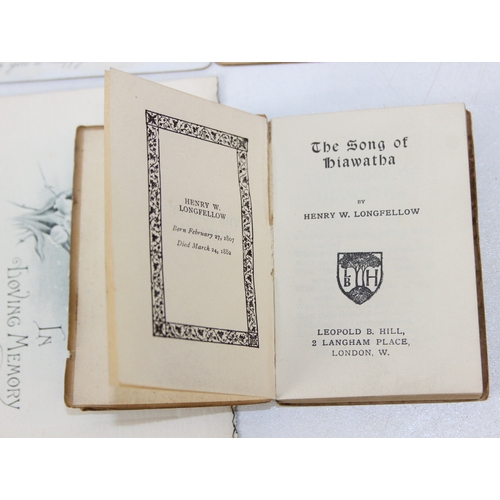 IN
LOVING MEMORY
HENRY W.
LONGFELLOW
Born February 27, 1807
Died March 24, 1882
The Song of
Hiawatha
BY
HENRY W. LONGFELLOW
L H
B
LEOPOLD B. HILL,
2 LANGHAM PLACE,
LONDON, W.